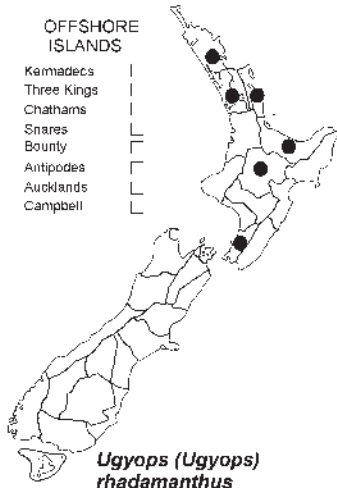 OFFSHORE
ISLANDS
Kermadecs
Three Kings
Chathams
Snares
Bounty
Antipodes
Aucklands
Campbell
Ugyops (Ugyops)
rhadamanthus